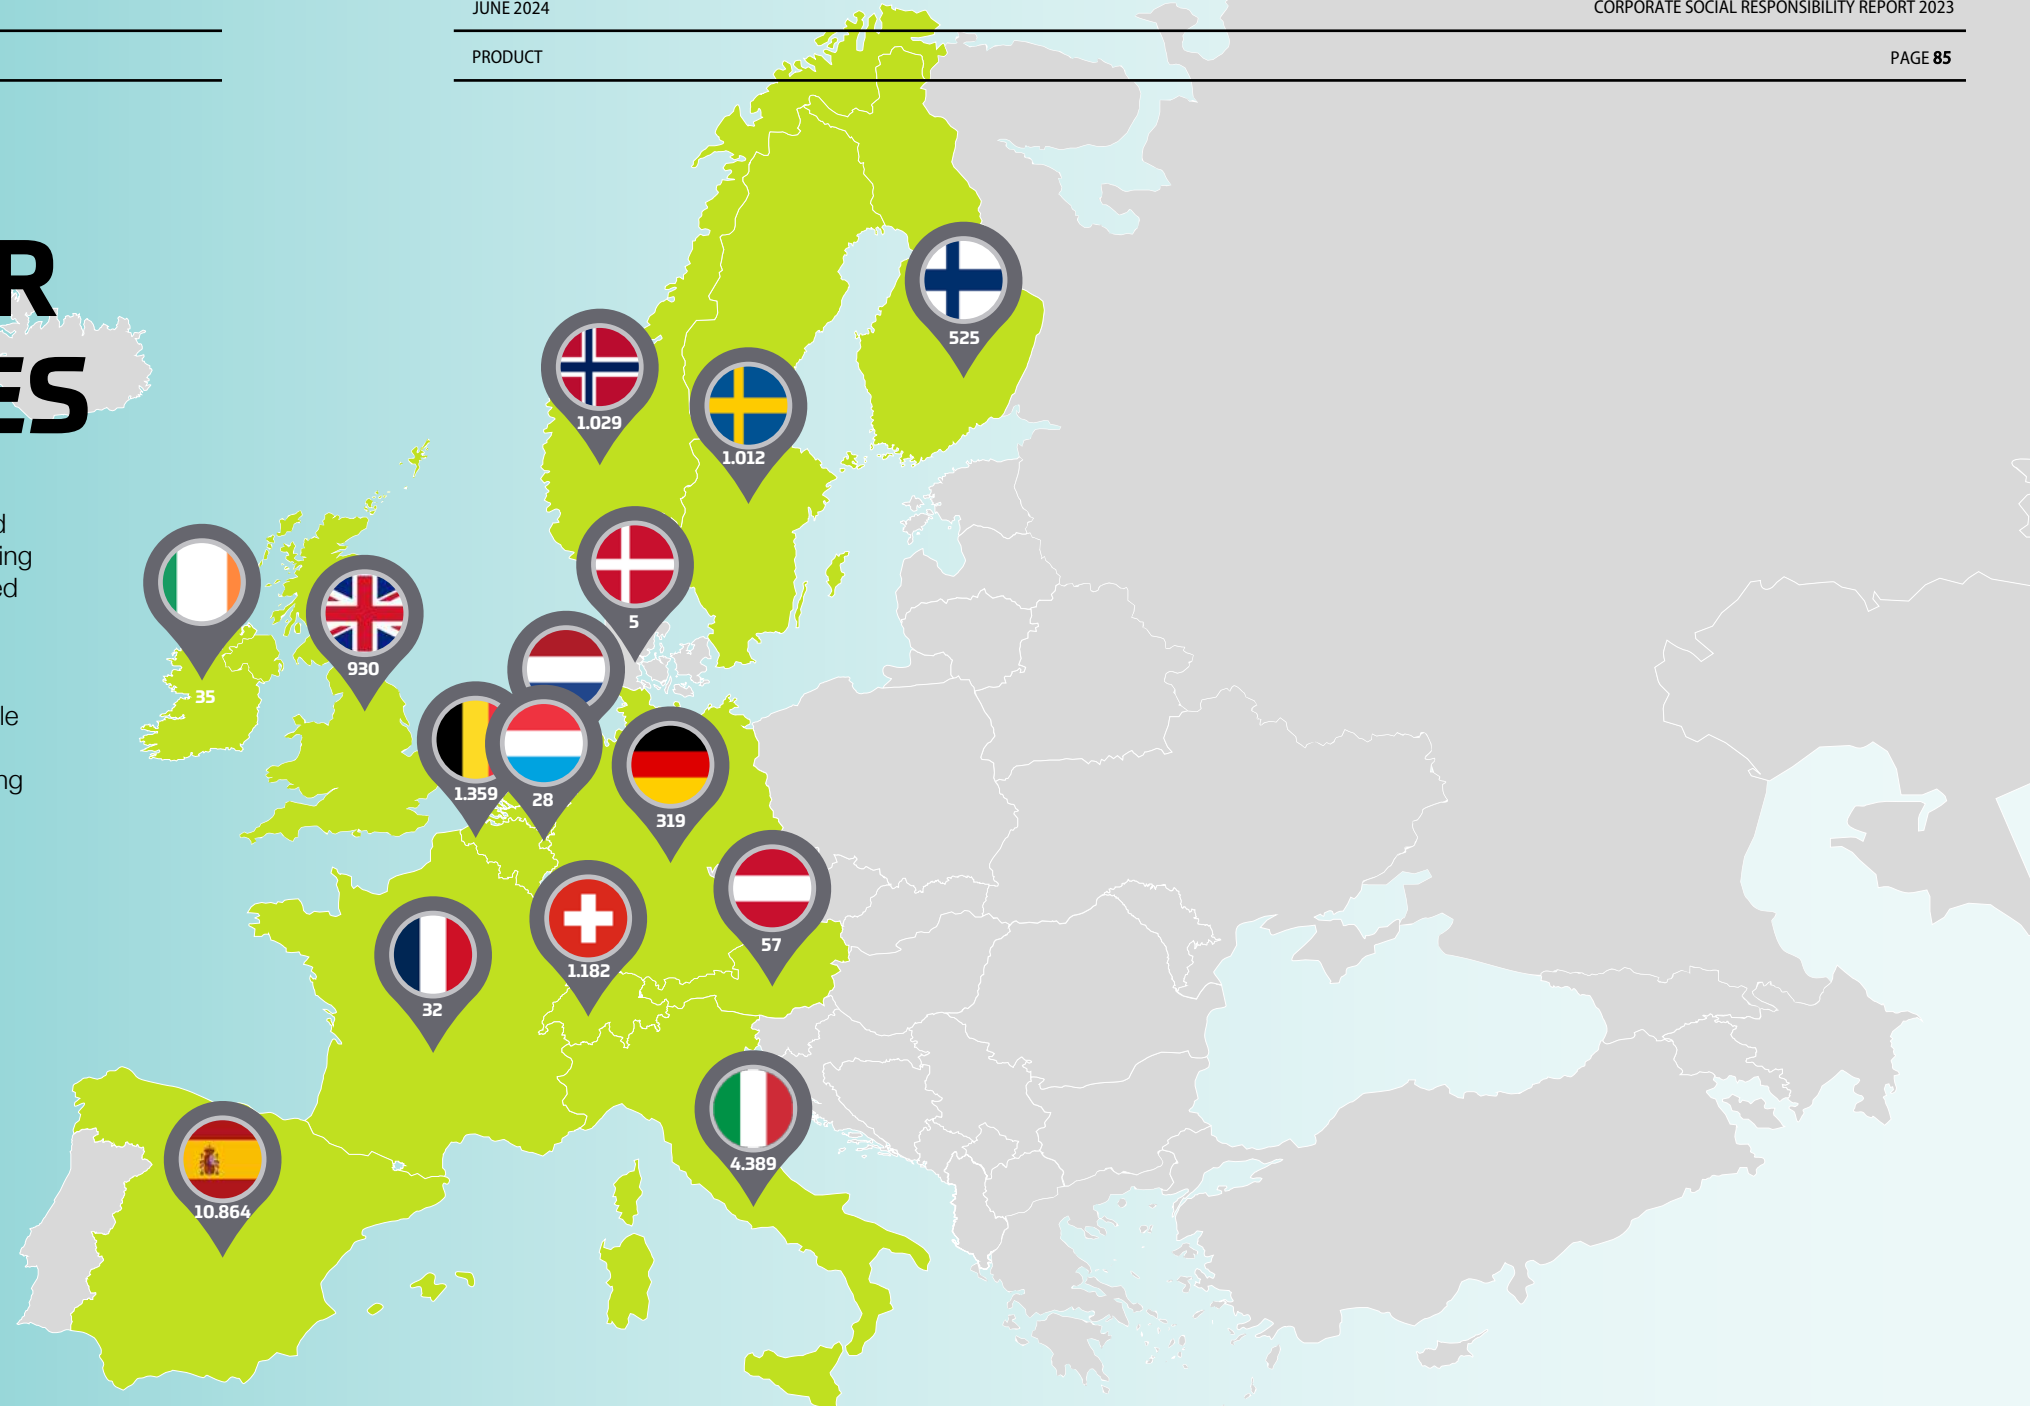 JUNE 2024
CORPORATE SOCIAL RESPONSIBILITY REPORT 2023
PRODUCT
PAGE 85
R
ES
d
ing
ed
le
ng
525
1.029
1.012
5
35
930
1.359
28
319
57
1.182
32
4.389
10.864